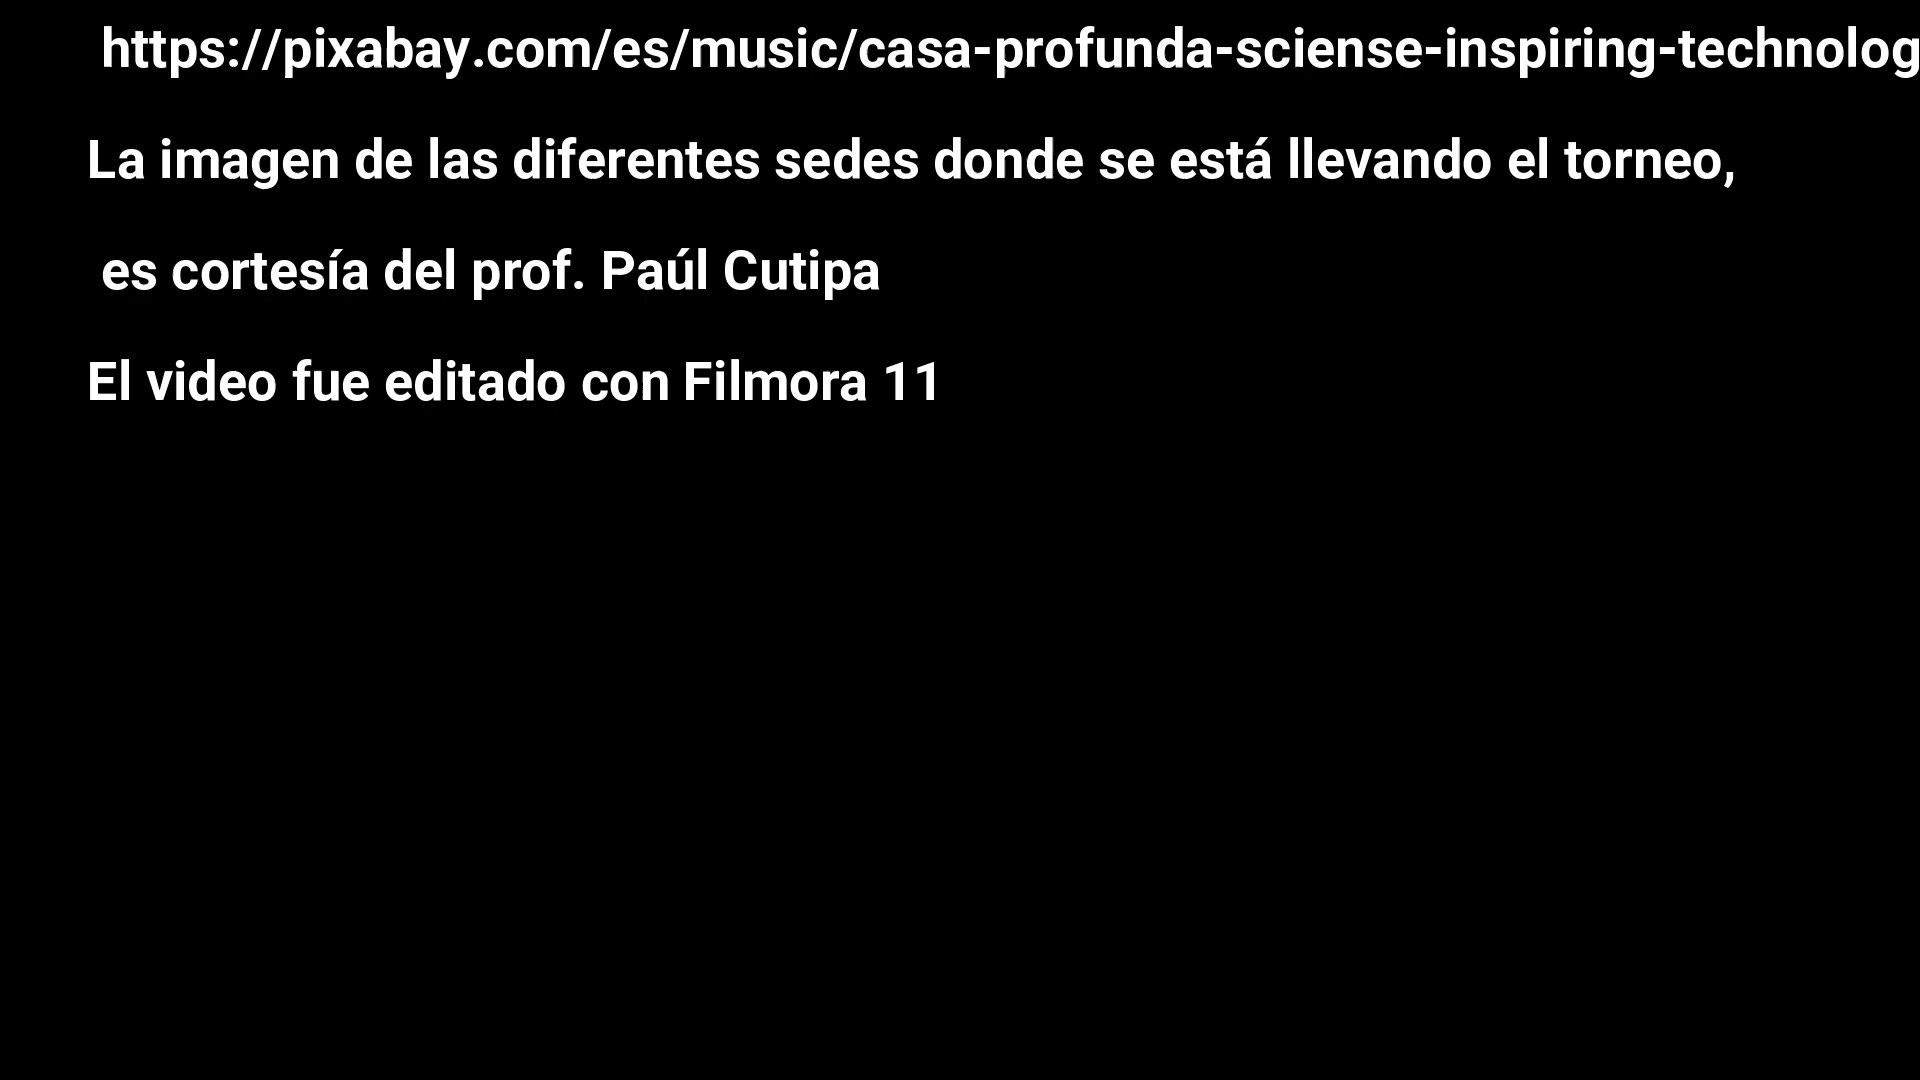 https://pixabay.com/es/music/casa-profunda-sciense-inspiring-technolog
La imagen de las diferentes sedes donde se está llevando el torneo,
es cortesía del prof. Paúl Cutipa
El video fue editado con Filmora 11